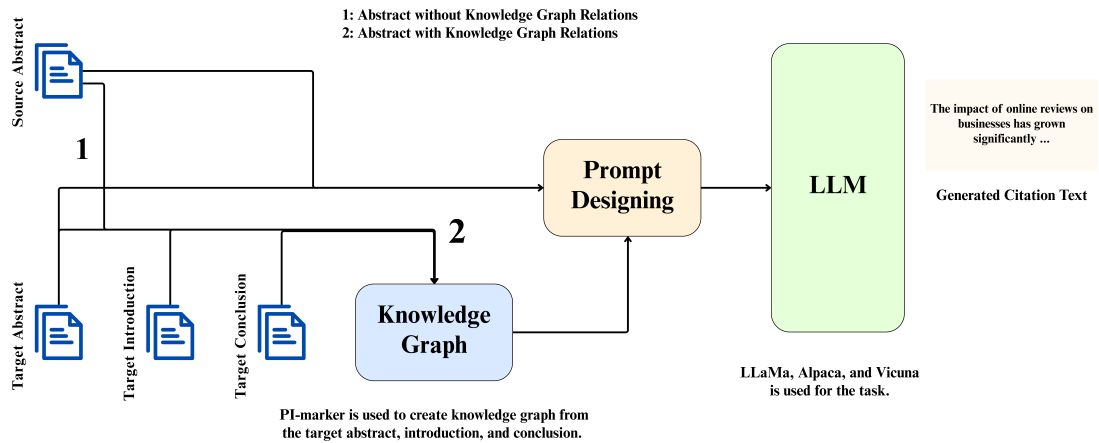 1: Abstract without Knowledge Graph Relations
2: Abstract with Knowledge Graph Relations
Source Abstract
1
The impact of online reviews on
businesses has grown
significantly ...
Prompt
Designing
LLM
Generated Citation Text
2
Target Abstract
Target Introduction
Target Conclusion
Knowledge
Graph
LLaMa, Alpaca, and Vicuna
is used for the task.
PI-marker is used to create knowledge graph from
the target abstract, introduction, and conclusion.